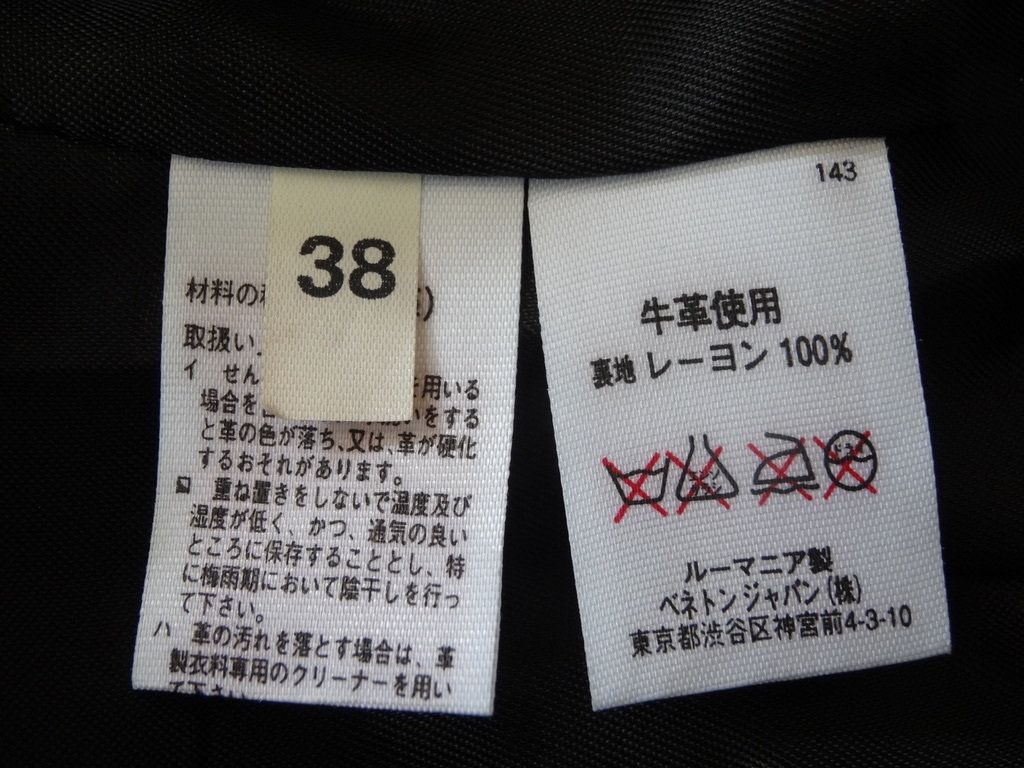 38
材料の
取扱い
イ せん を用いる
場合を いをする
と革の色が落ち、又は、革が硬化
するおそれがあります。
ロ 重ね置きをしないで温度及び
湿度が低く、かつ、通気の良い
ところに保存することとし、特
に梅雨期において陰干しを行っ
て下さい。
ハ 革の汚れを落とす場合は、革
製衣料専用のクリーナーを用い
て下さい
143
牛革使用
裏地 レーヨン 100%
ルーマニア製
ベネトンジャパン(株)
東京都渋谷区神宮前4-3-10